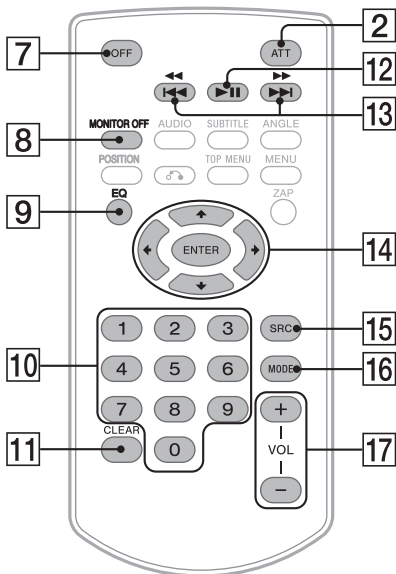 2
7 OFF ATT
12
13
MONITOR OFF AUDIO SUBTITLE ANGLE
8
POSITION TOP MENU MENU
EQ ZAP
9
ENTER 14
1 2 3 SRC 15
10 4 5 6 MODE 16
7 8 9 +
CLEAR
11 0 VOL 17
−